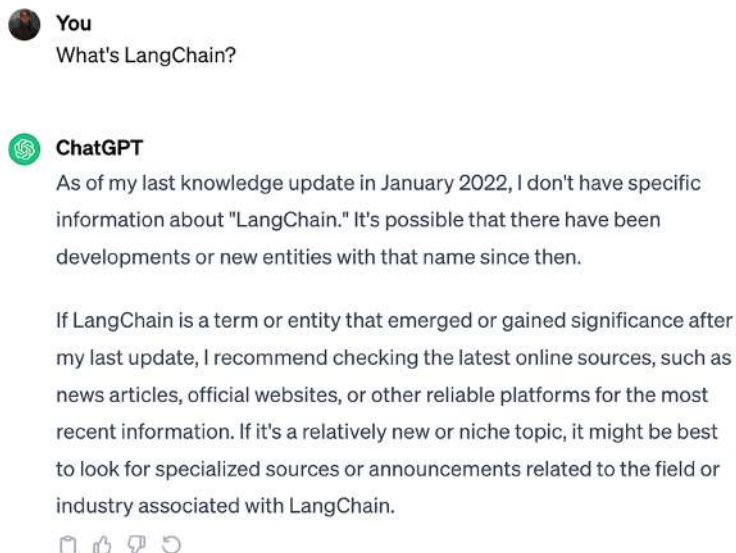 You
What's LangChain?
ChatGPT
As of my last knowledge update in January 2022, I don't have specific
information about "LangChain." It's possible that there have been
developments or new entities with that name since then.
If LangChain is a term or entity that emerged or gained significance after
my last update, I recommend checking the latest online sources, such as
news articles, official websites, or other reliable platforms for the most
recent information. If it's a relatively new or niche topic, it might be best
to look for specialized sources or announcements related to the field or
industry associated with LangChain.